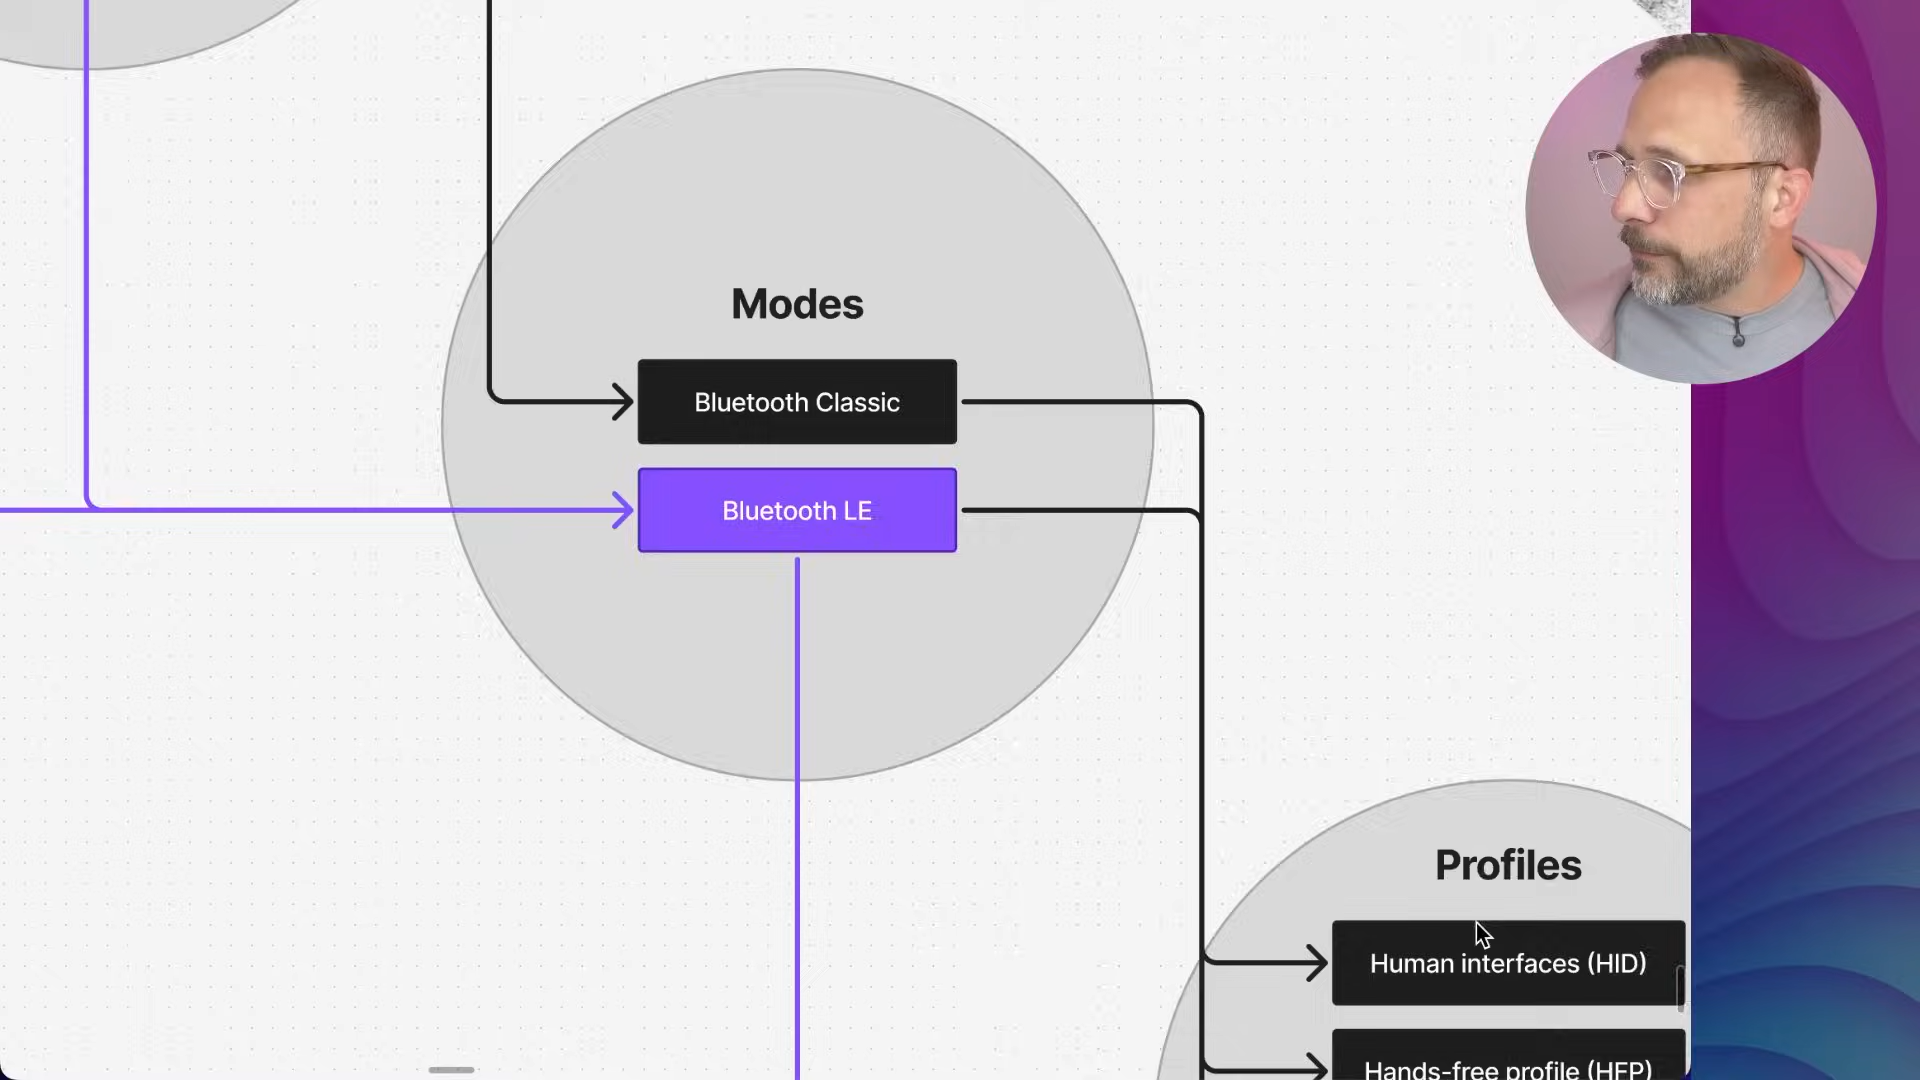 Modes
Bluetooth Classic
Bluetooth LE
Profiles
Human interfaces (HID)
Hands-free profile (HFP)